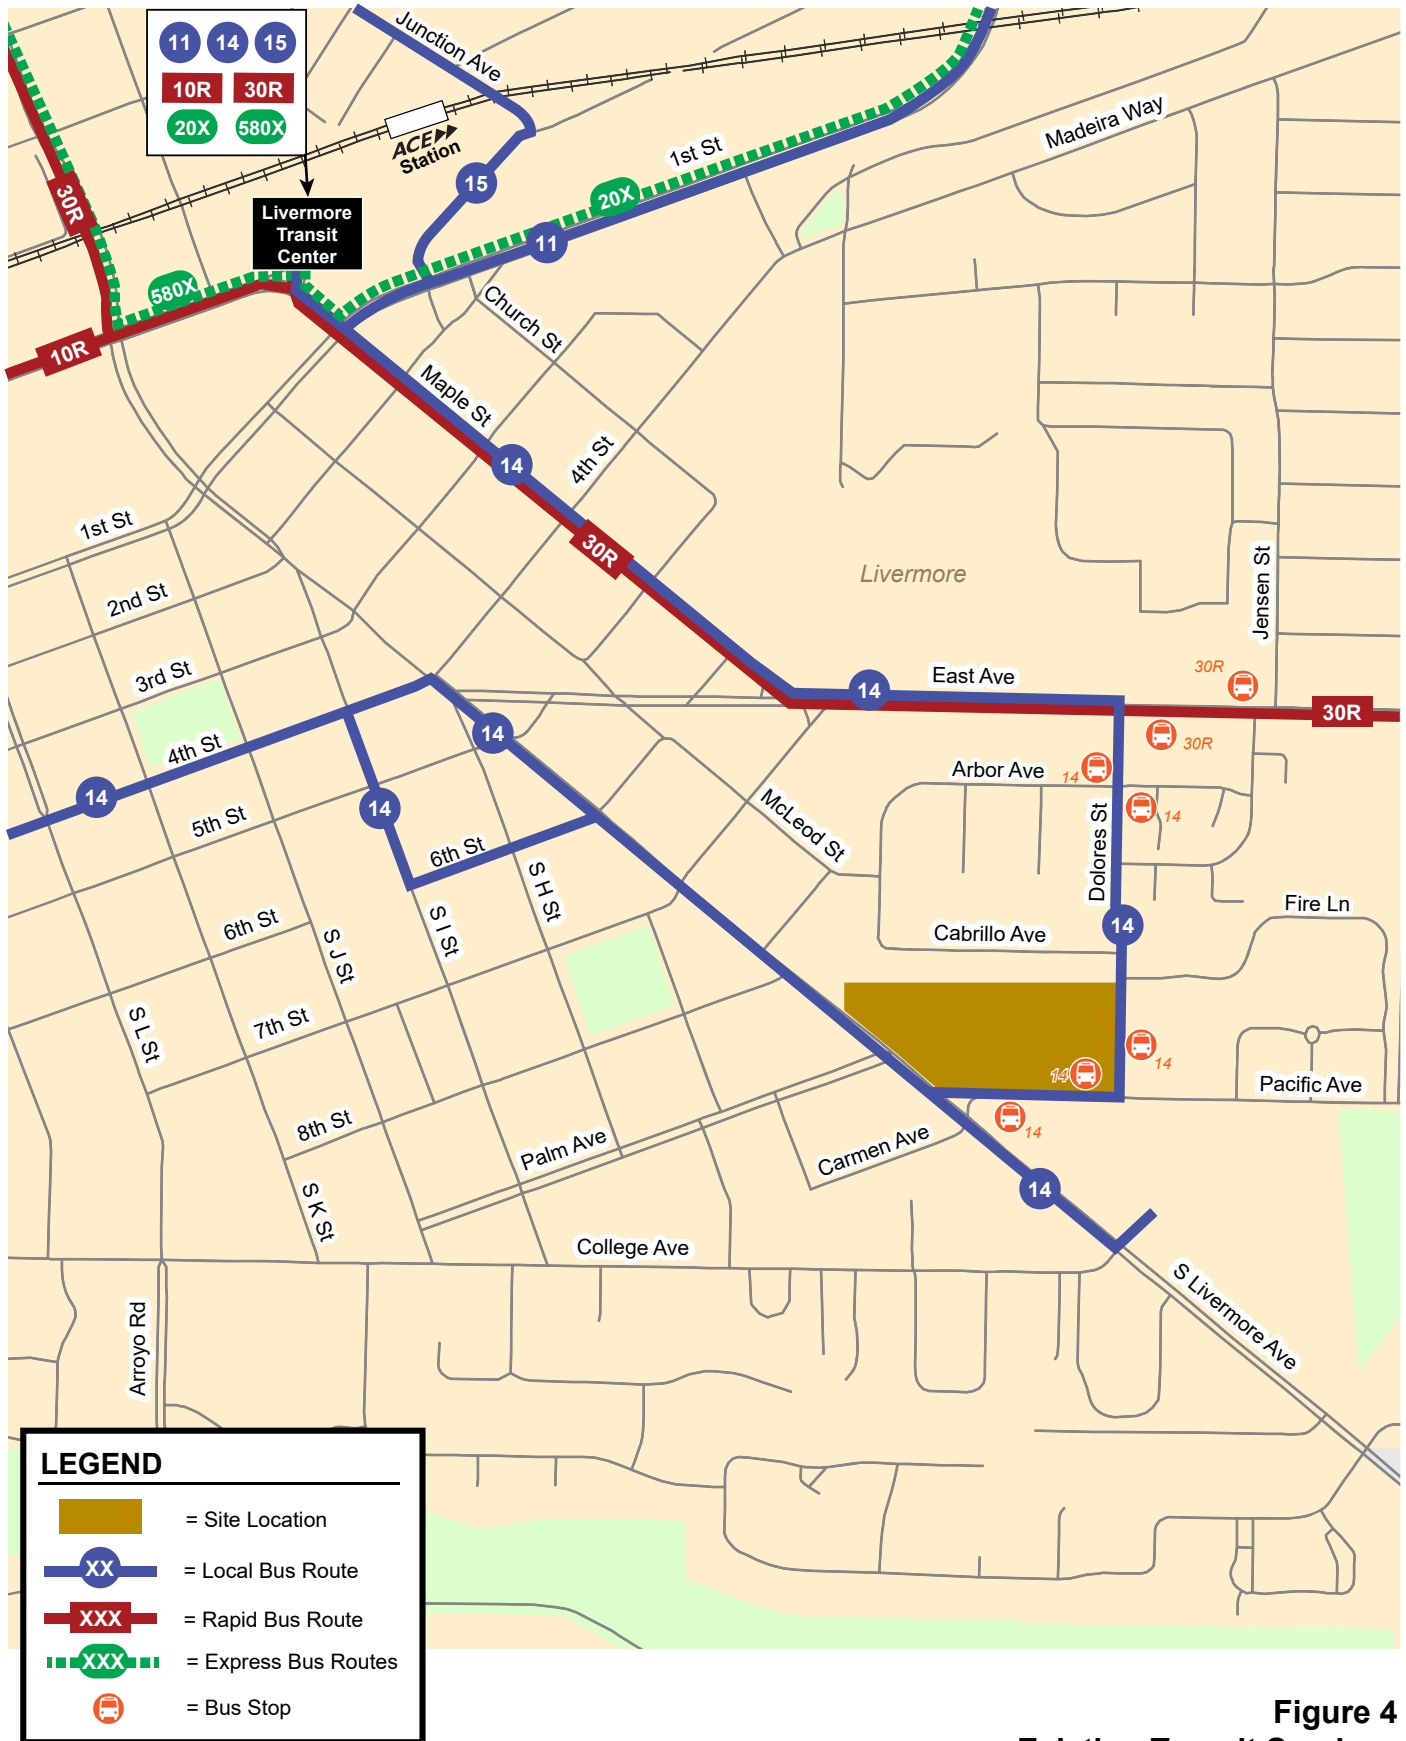 11 14 15
10R 30R
20X 580X
Junction Ave
ACE
Station
Livermore
Transit
Center
1st St
Madeira Way
30R
15
20X
11
580X
10R
Church St
Maple St
14
4th St
30R
1st St
2nd St
3rd St
4th St
5th St
6th St
Livermore
Jensen St
East Ave
14
30R
30R
30R
14
14
14
Arbor Ave
14
14
Dolores St
McLeod St
6th St
S H St
S I St
S J St
S L St
Fire Ln
14
Cabrillo Ave
7th St
14
14
Pacific Ave
14
8th St
Palm Ave
Carmen Ave
S K St
14
College Ave
S Livermore Ave
Arroyo Rd
LEGEND
= Site Location
XX = Local Bus Route
XXX = Rapid Bus Route
XXX = Express Bus Routes
= Bus Stop
Figure 4